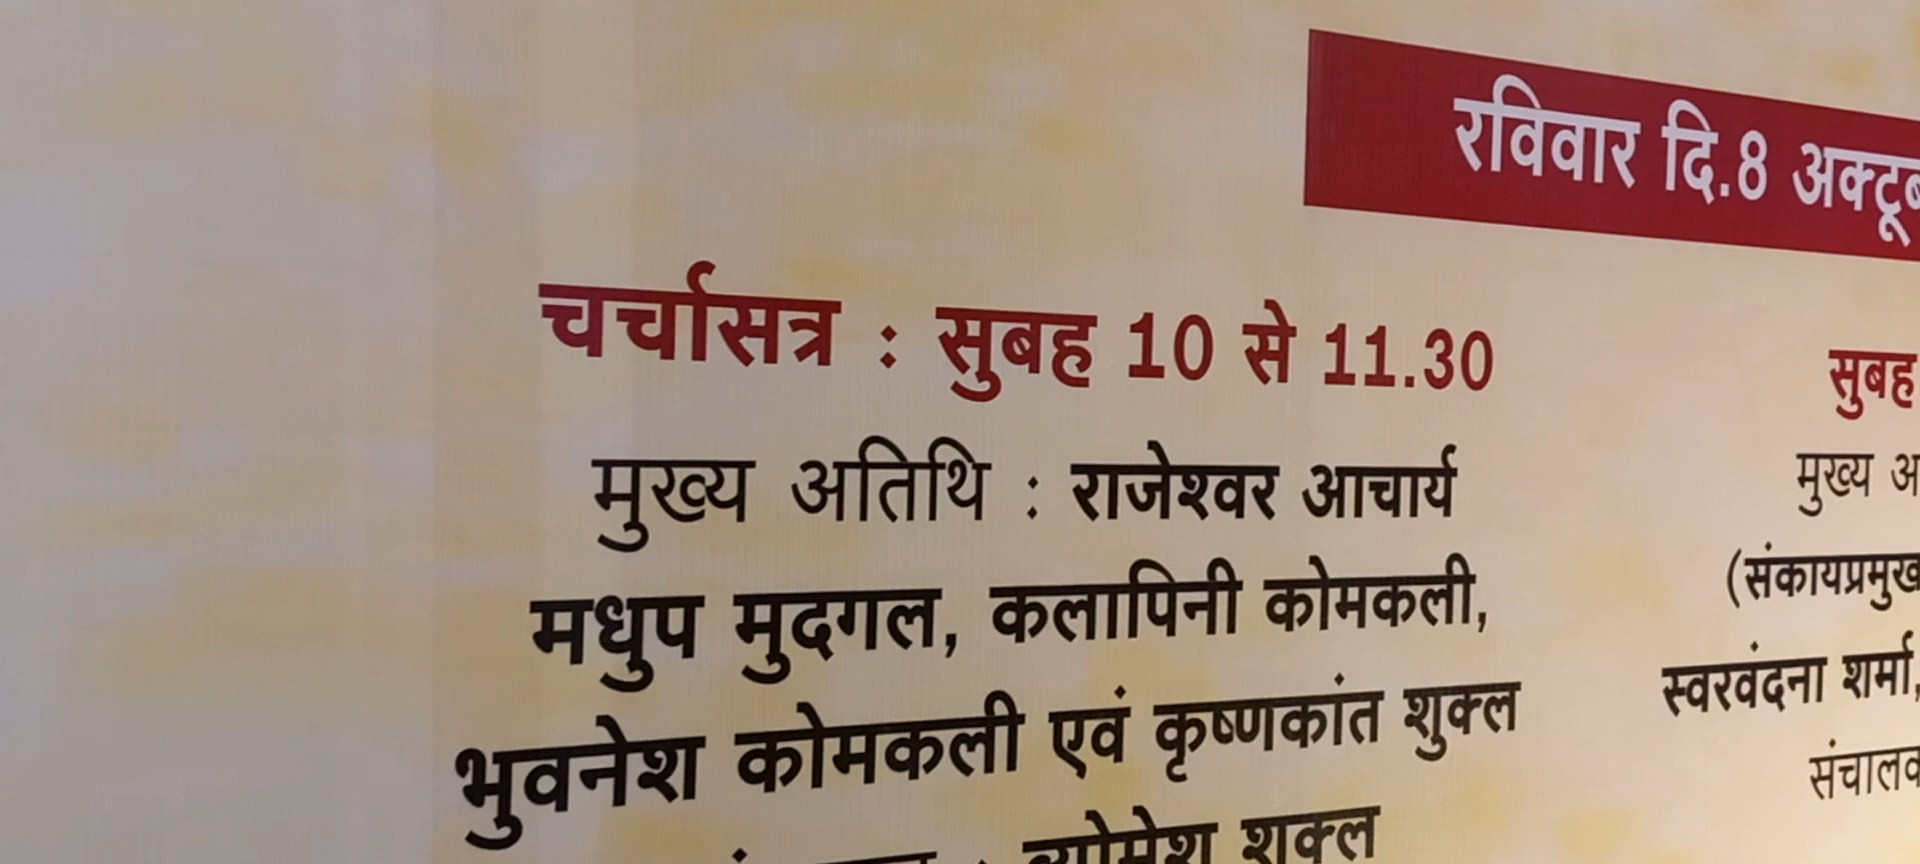 रविवार दि.8
चर्चासत्र : सुबह 10 से 11.30
मुख्य अतिथि : राजेश्वर आचार्य
मधुप मुदगल, कलापिनी कोमकली,
भुवनेश कोमकली एवं कृष्णकांत शुक्ल
: व्योमेश शुक्ल
सुबह
मुख्य
(संकायप्रमुख
स्वरवंदना शर्मा,